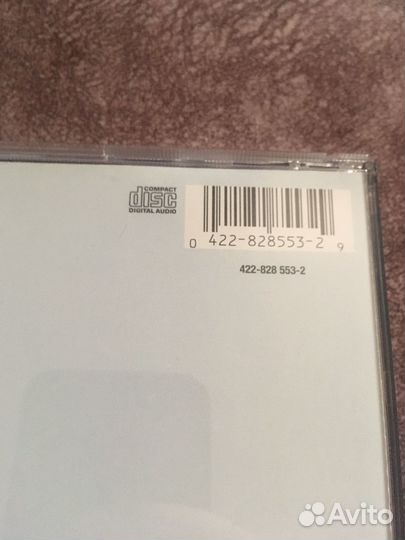 COMPACT
disc
DIGITAL AUDIO
0 422-828553-2 9
422-828 553-2
Avito